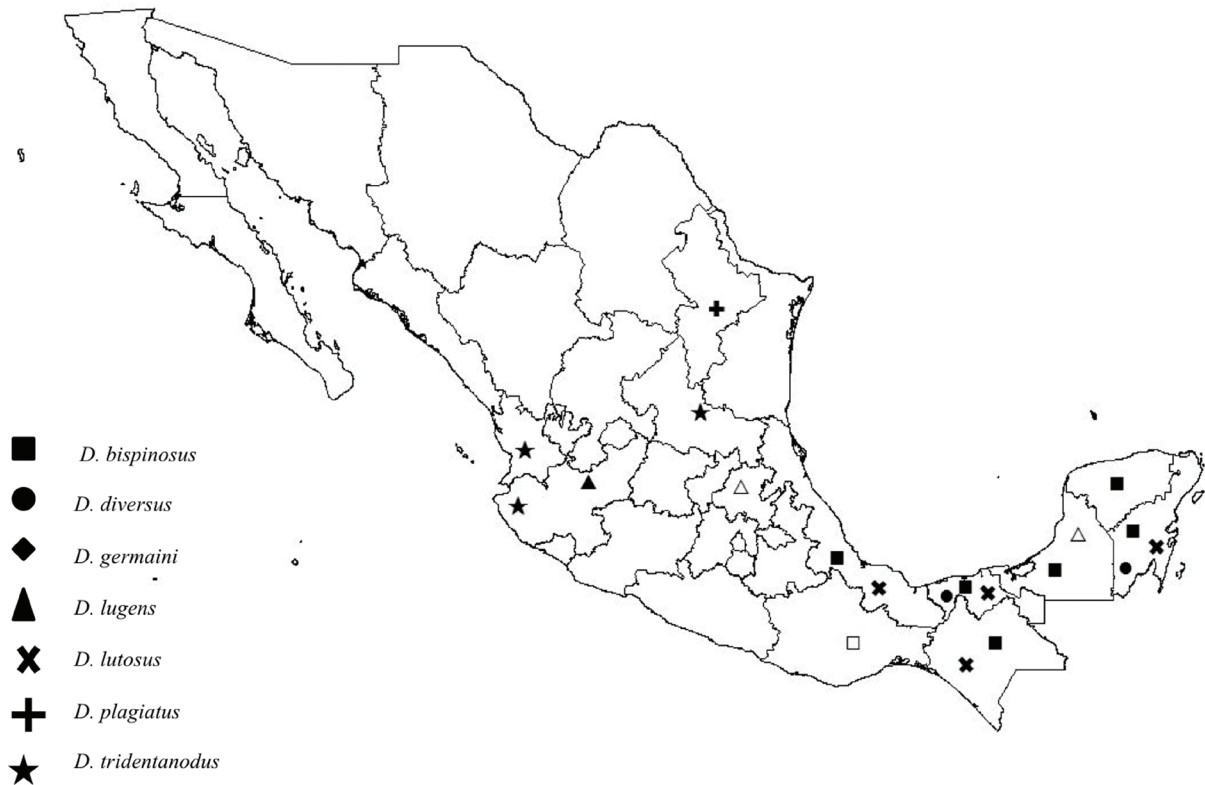 D. bispinosus
D. diversus
D. germaini
D. lugens
D. lutosus
D. plagiatus
D. tridentanodus